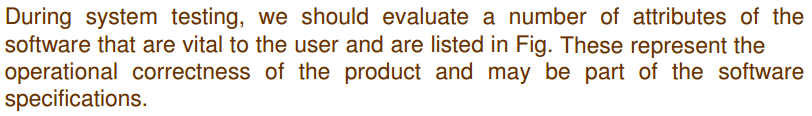 During system testing, we should evaluate a number of attributes of the
software that are vital to the user and are listed in Fig. These represent the
operational correctness of the product and may be part of the software
specifications.